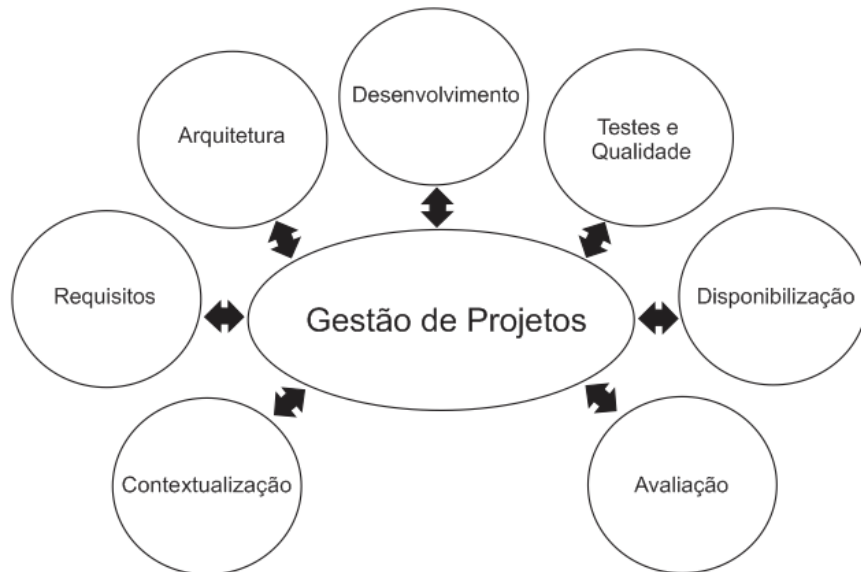 Desenvolvimento
Arquitetura
Testes e
Qualidade
Requisitos
Gestão de Projetos
Disponibilização
Contextualização
Avaliação